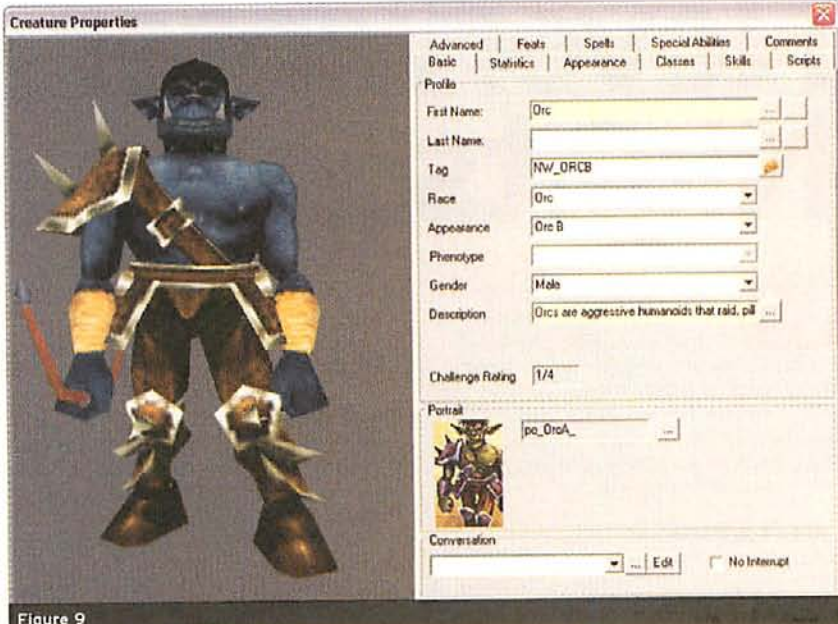 Creature Properties
Advanced Feats Spells Special Abilities Comments
Basic Statistics Appearance Classes Skills Scripts
Profile
First Name: Orc ...
Last Name: ...
Tag NW_ORCB
Race Orc
Appearance Orc B
Phenotype
Gender Male
Description Orcs are aggressive humanoids that raid, pill ...
Challenge Rating 1/4
Portrait
po_OrcA_ ...
Conversation
... Edit No Interrupt
Figure 9